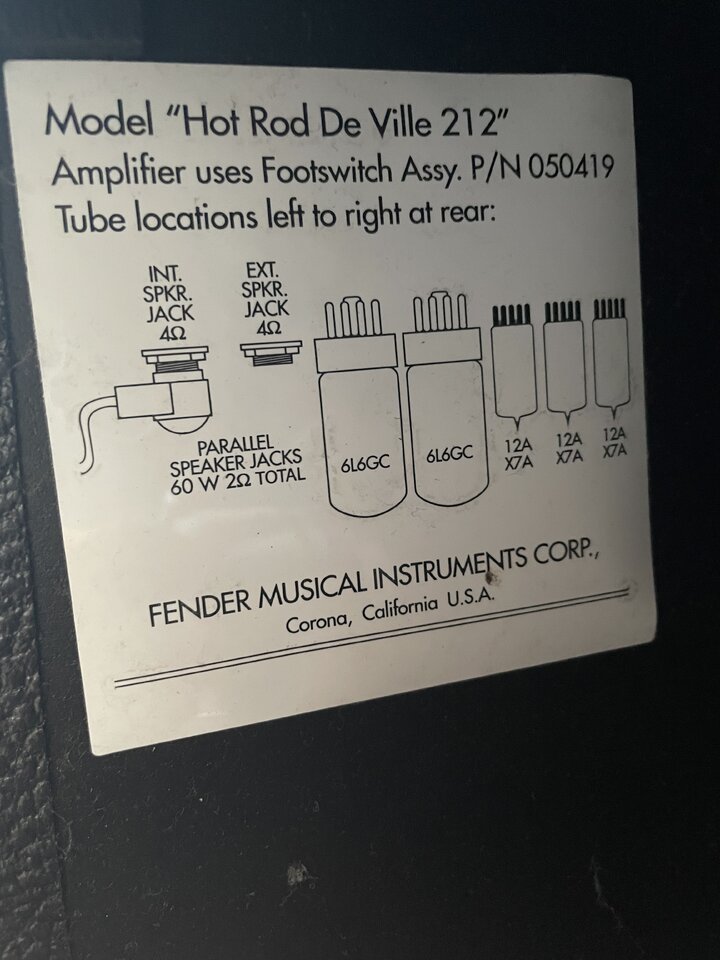 Model "Hot Rod De Ville 212"
Amplifier uses Footswitch Assy. P/N 050419
Tube locations left to right at rear:
INT.
SPKR.
JACK
4Ω
EXT.
SPKR.
JACK
4Ω
PARALLEL
SPEAKER JACKS
60 W 2Ω TOTAL
6L6GC
6L6GC
12A
X7A
12A
X7A
12A
X7A
FENDER MUSICAL INSTRUMENTS CORP.,
Corona, California U.S.A.